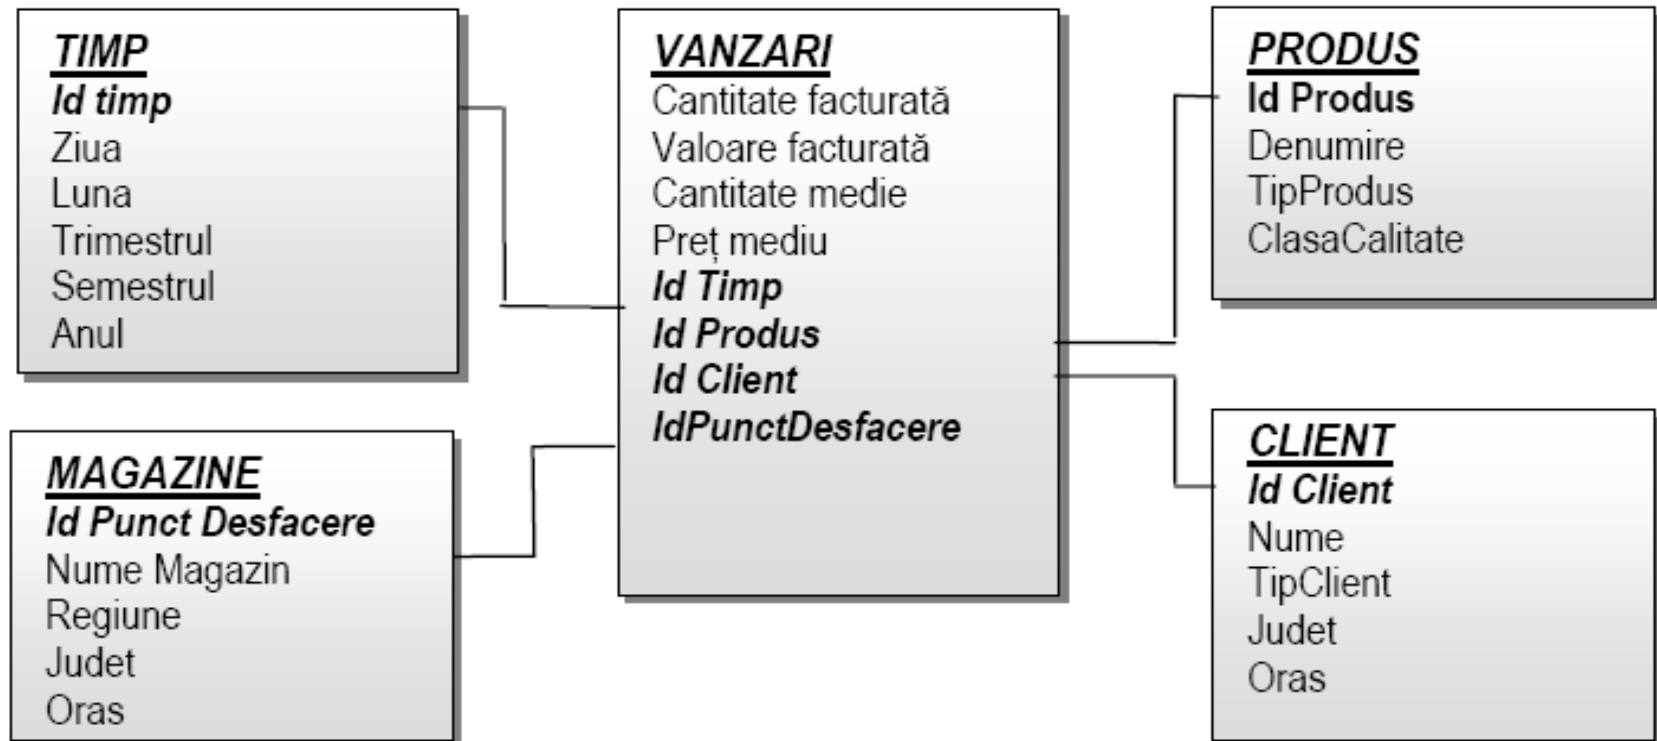 TIMP
Id timp
Ziua
Luna
Trimestrul
Semestrul
Anul
MAGAZINE
Id Punct Desfacere
Nume Magazin
Regiune
Judet
Oras
VANZARI
Cantitate facturată
Valoare facturată
Cantitate medie
Preț mediu
Id Timp
Id Produs
Id Client
IdPunctDesfacere
PRODUS
Id Produs
Denumire
TipProdus
ClasaCalitate
CLIENT
Id Client
Nume
TipClient
Judet
Oras